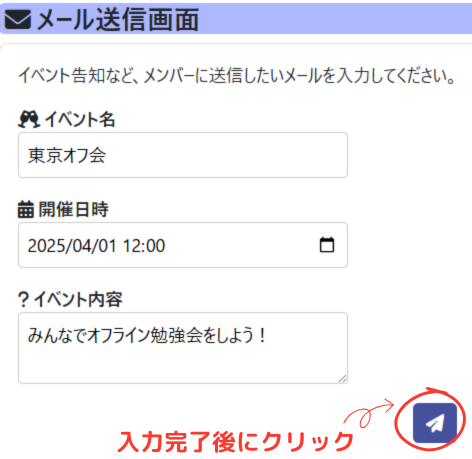 メール送信画面
イベント告知など、メンバーに送信したいメールを入力してください。
イベント名
東京オフ会
開催日時
2025/04/01 12:00
? イベント内容
みんなでオフライン勉強会をしよう！
入力完了後にクリック